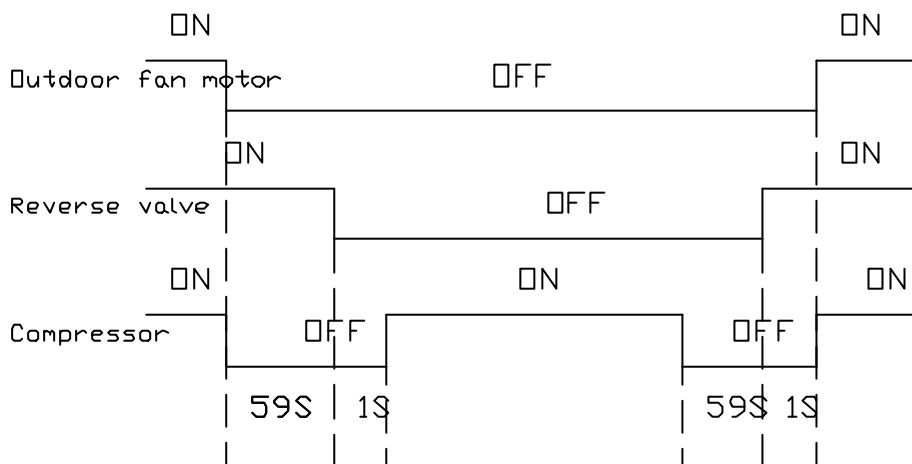 ON ON
Outdoor fan motor OFF
ON ON
Reverse valve OFF
ON ON ON
Compressor OFF OFF
59S 1S 59S 1S